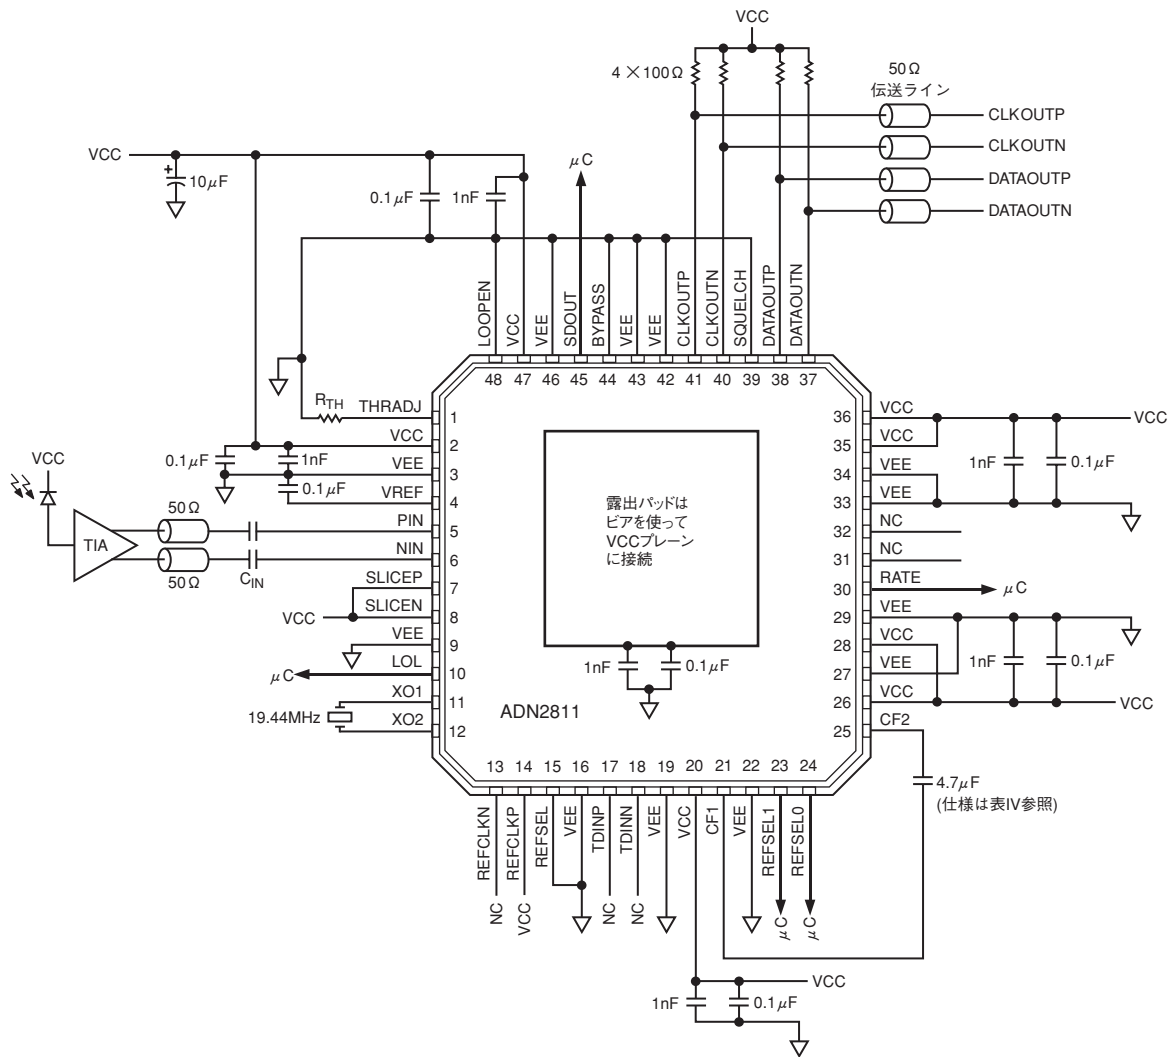 VCC
4×100Ω
50Ω
伝送ライン
CLKOUTP
CLKOUTN
DATAOUTP
DATAOUTN
VCC
+
10μF
0.1μF
1nF
μC
LOOPEN
VCC
VEE
SDOUT
BYPASS
VEE
VEE
CLKOUTP
CLKOUTN
SQUELCH
DATAOUTP
DATAOUTN
48
47
46
45
44
43
42
41
40
39
38
37
RTH
THRADJ
1
VCC
2
0.1μF
1nF
VEE
3
0.1μF
VREF
4
VCC
TIA
50Ω
50Ω
CIN
PIN
5
NIN
6
SLICEP
7
VCC
SLICEN
8
VEE
9
μC
LOL
10
XO1
11
19.44MHz
XO2
12
露出パッドは
ビアを使って
VCCプレーン
に接続
1nF
0.1μF
ADN2811
36
VCC
VCC
35
VCC
34
VEE
1nF
0.1μF
33
VEE
32
NC
31
NC
30
RATE
μC
29
VEE
28
VCC
27
VEE
1nF
0.1μF
26
VCC
VCC
25
CF2
4.7μF
(仕様は表IV参照)
13
14
15
16
17
18
19
20
21
22
23
24
REFCLKN
REFCLKP
REFSEL
VEE
TDINP
TDINN
VEE
VCC
CF1
VEE
REFSEL1
REFSEL0
NC
VCC
NC
NC
μC
μC
VCC
1nF
0.1μF